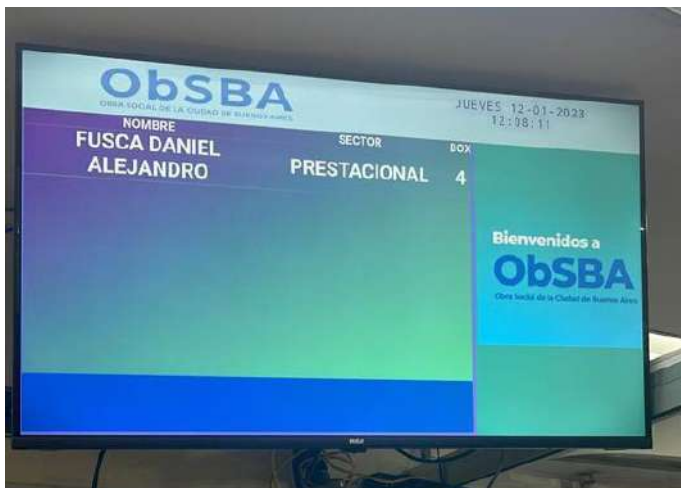 ObSBA
OBRA SOCIAL DE LA CIUDAD DE BUENOS AIRES
JUEVES 12-01-2023
12:08:11
NOMBRE SECTOR BOX
FUSCA DANIEL
ALEJANDRO PRESTACIONAL 4
Bienvenidos a
ObSBA
Obra Social de la Ciudad de Buenos Aires
RCA